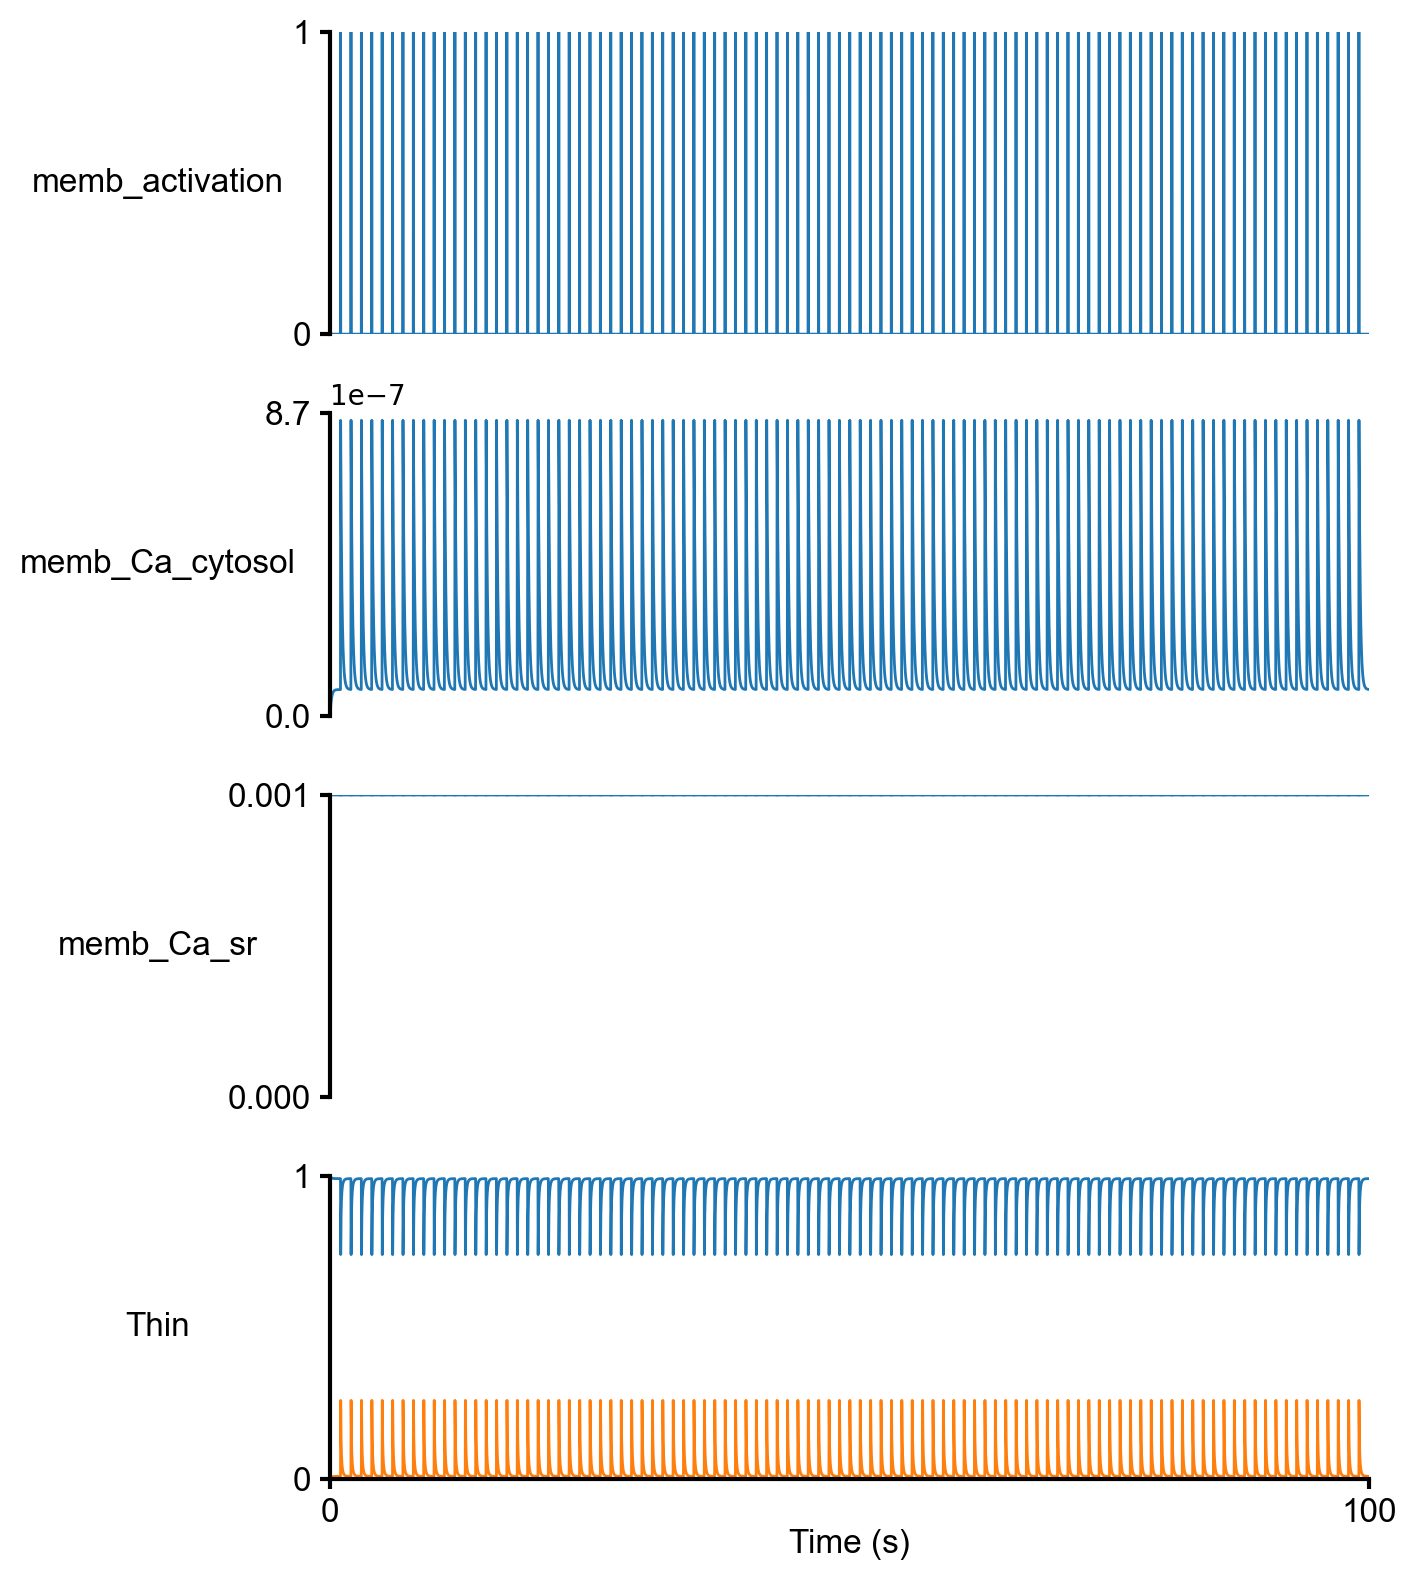 1
memb_activation
0
1e−7
8.7
memb_Ca_cytosol
0.0
0.001
memb_Ca_sr
0.000
1
Thin
0
0 100
Time (s)